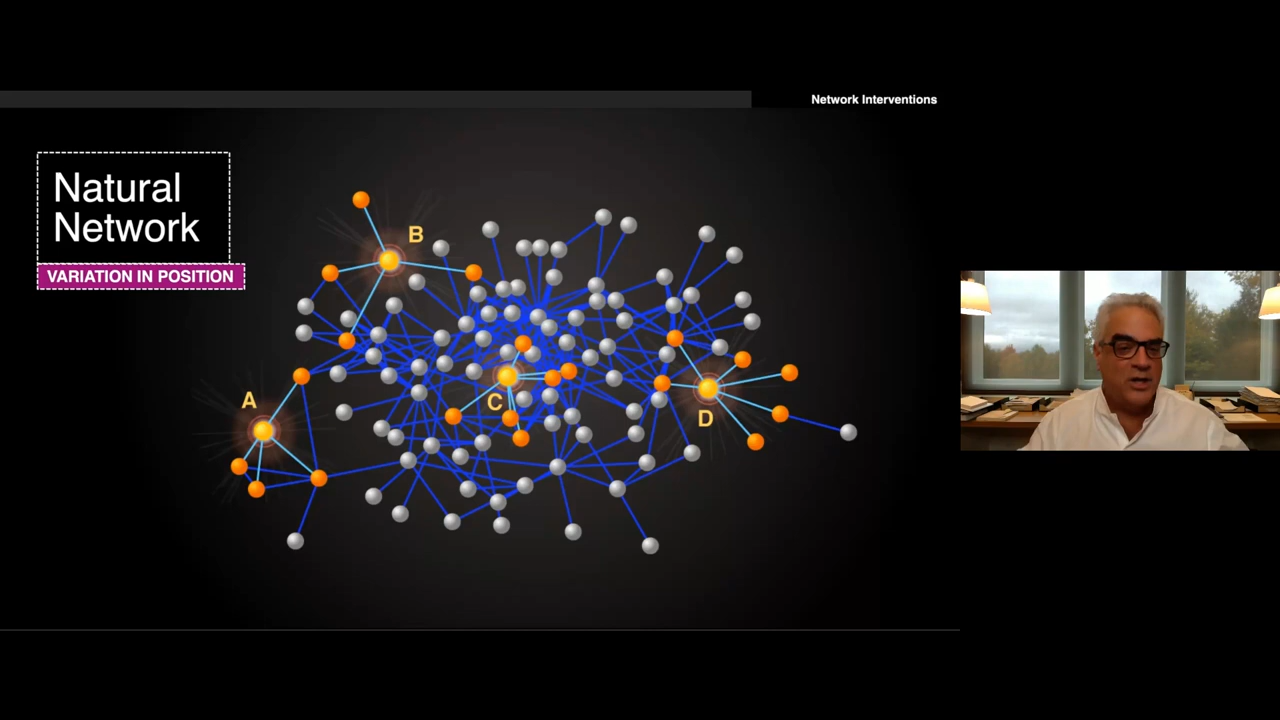 Network Interventions
Natural
Network
VARIATION IN POSITION
B
A
C
D